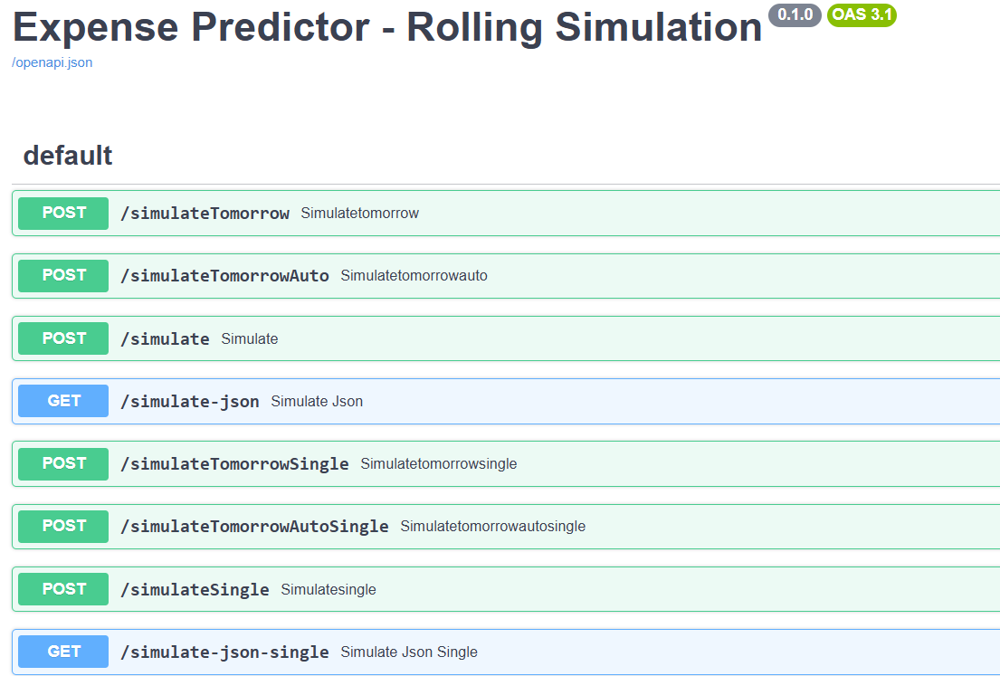 Expense Predictor - Rolling Simulation 0.1.0 OAS 3.1
/openapi.json
default
POST /simulateTomorrow Simulatetomorrow
POST /simulateTomorrowAuto Simulatetomorrowauto
POST /simulate Simulate
GET /simulate-json Simulate Json
POST /simulateTomorrowSingle Simulatetomorrowsingle
POST /simulateTomorrowAutoSingle Simulatetomorrowautosingle
POST /simulateSingle Simulatesingle
GET /simulate-json-single Simulate Json Single